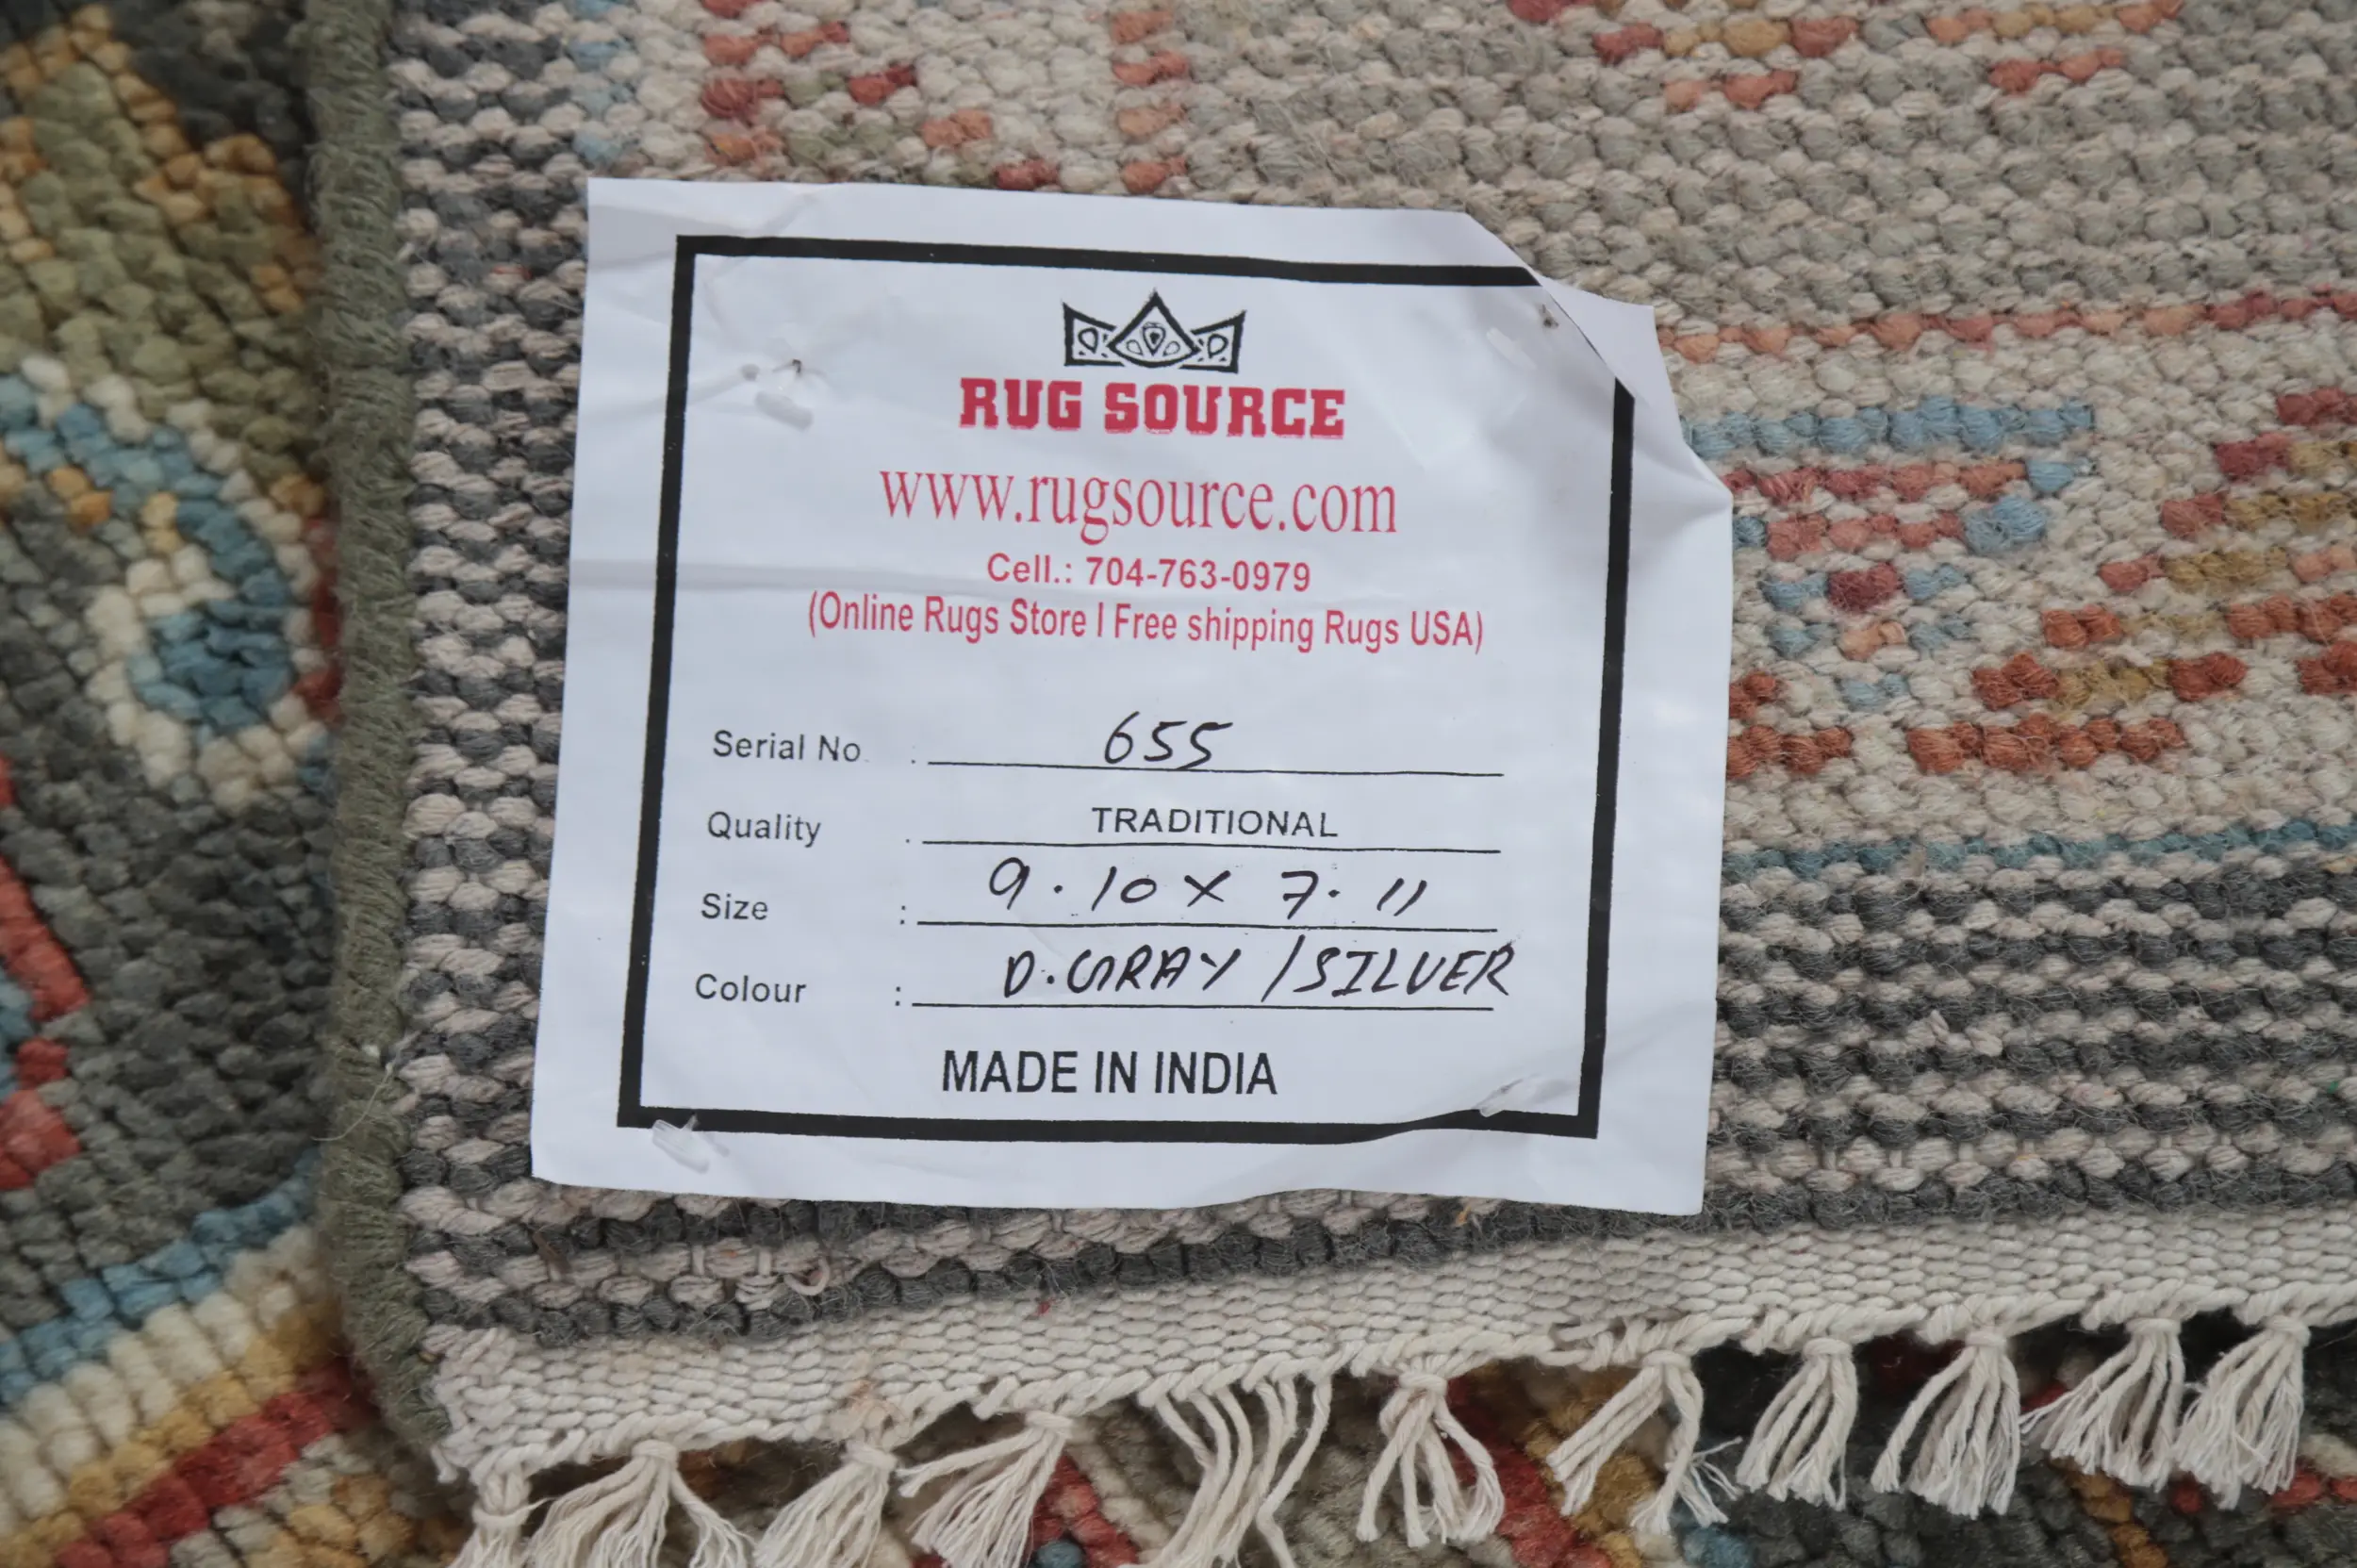 RUG SOURCE
www.rugsource.com
Cell.: 704-763-0979
(Online Rugs Store I Free shipping Rugs USA)
Serial No. : 655
Quality : TRADITIONAL
Size : 9.10 x 7.11
Colour : D.GRAY / SILVER
MADE IN INDIA